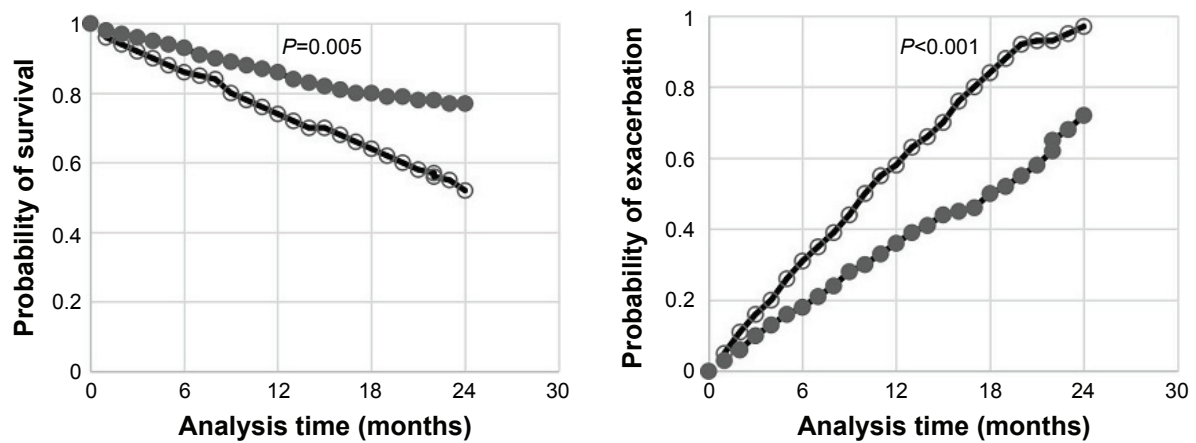 Probability of survival
1
0.8
0.6
0.4
0.2
0
P=0.005
0 6 12 18 24 30
Analysis time (months)
Probability of exacerbation
1
0.8
0.6
0.4
0.2
0
P<0.001
0 6 12 18 24 30
Analysis time (months)